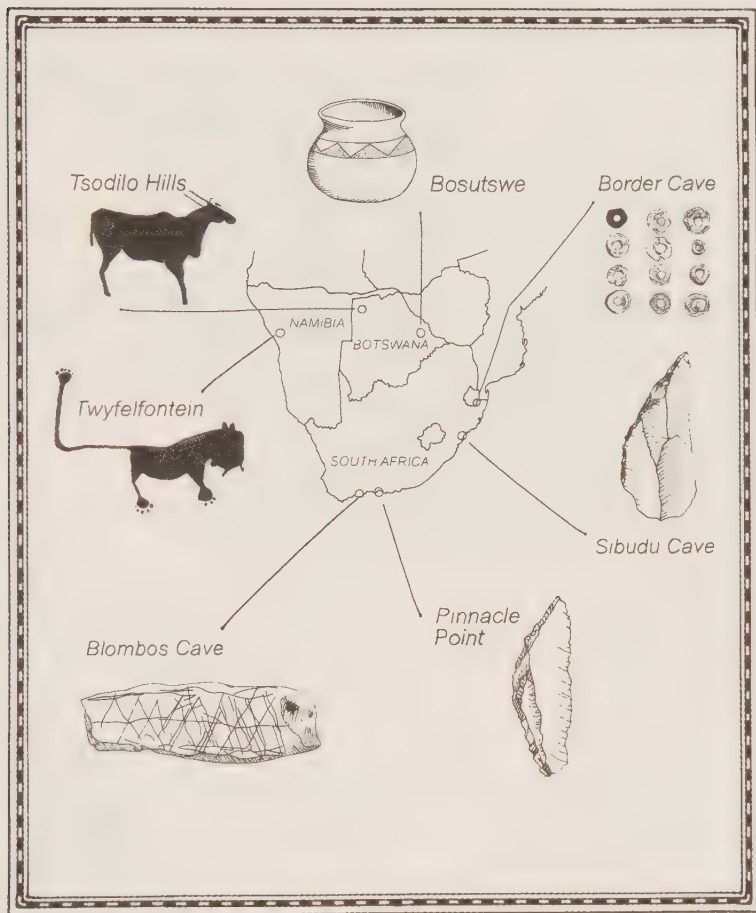 Tsodilo Hills
Bosutswe
Border Cave
NAMIBIA
BOTSWANA
Twyfelfontein
SOUTH AFRICA
Sibudu Cave
Pinnacle
Point
Blombos Cave